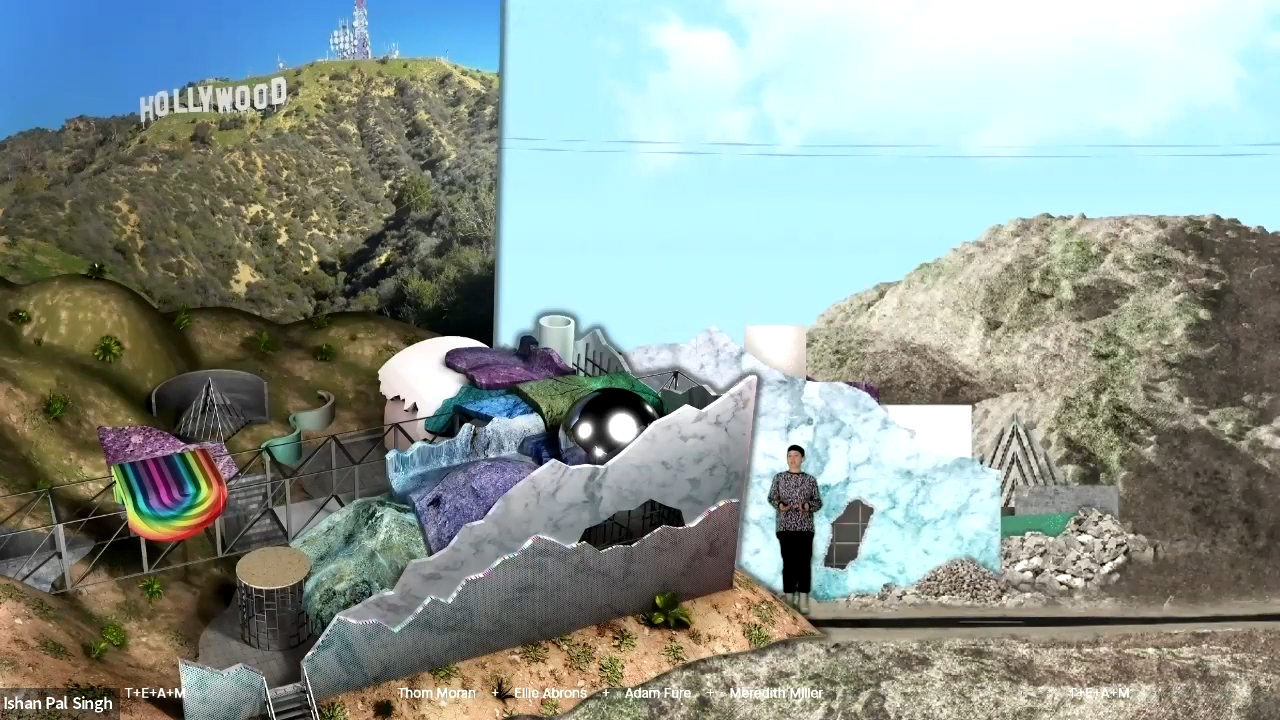 HOLLYWOOD
T+E+A+M Thom Moran + Ellie Abrons + Adam Fure + Meredith Miller T+E+A+M
Ishan Pal Singh